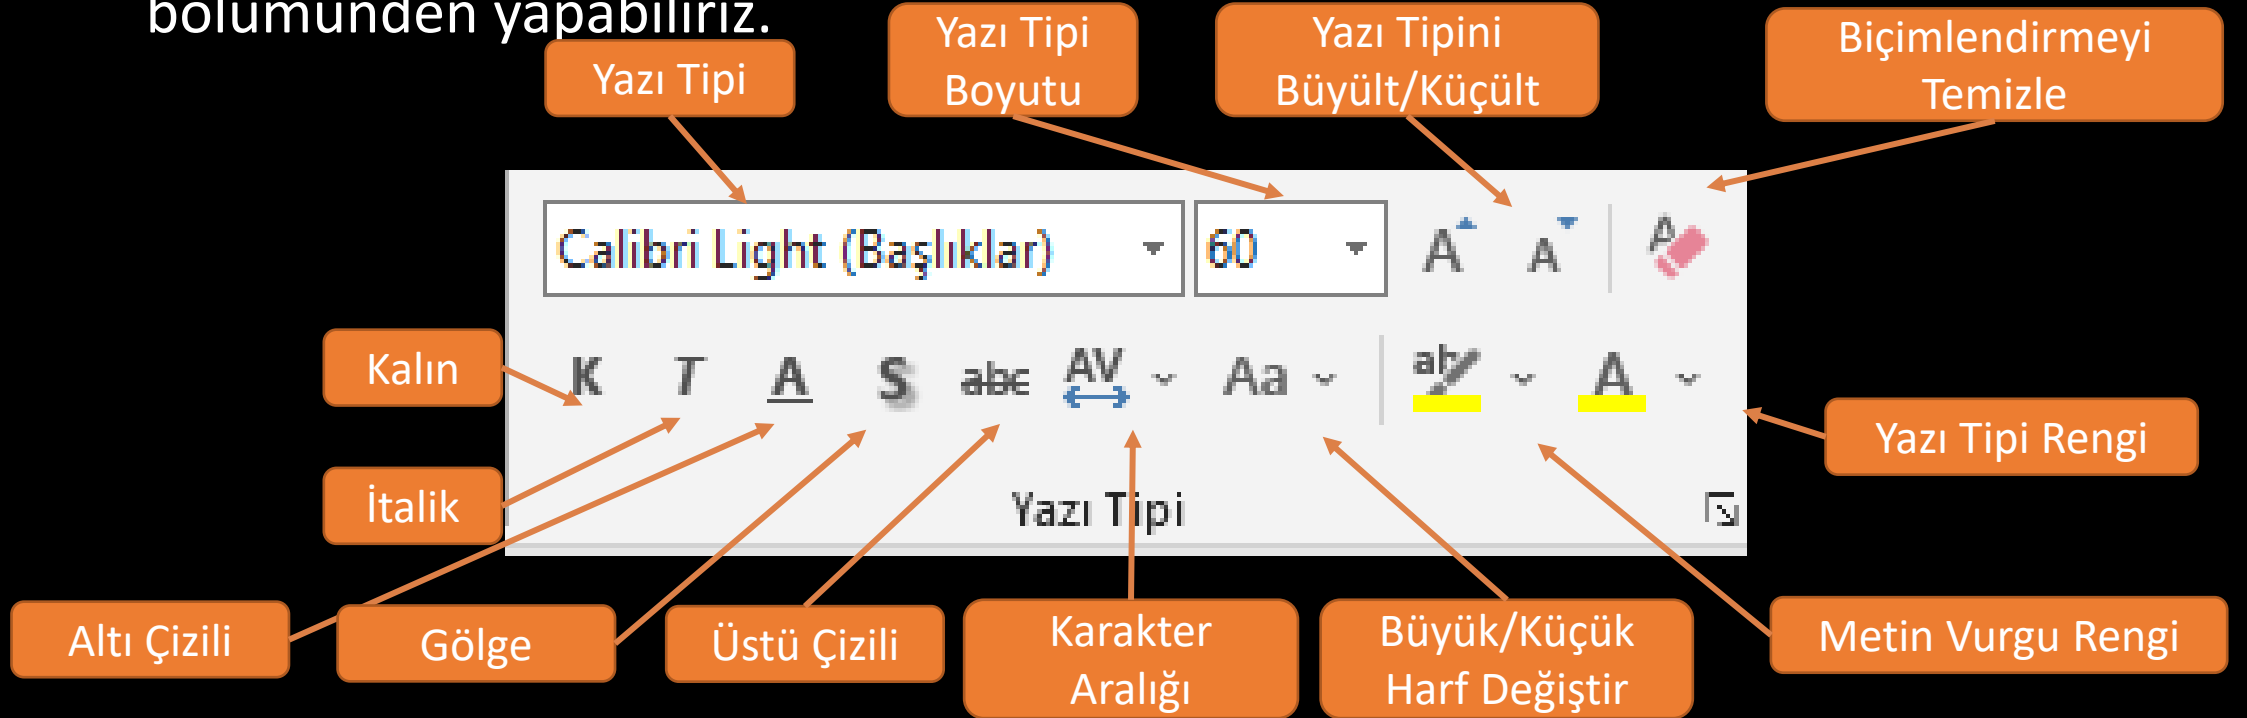 bölümünden yapabiliriz.
Yazı Tipi
Yazı Tipi
Boyutu
Yazı Tipini
Büyült/Küçült
Biçimlendirmeyi
Temizle
Calibri Light (Başlıklar)
60
A A A
K T A S abc AV Aa ab A
Yazı Tipi
Kalın
İtalik
Yazı Tipi Rengi
Altı Çizili
Gölge
Üstü Çizili
Karakter
Aralığı
Büyük/Küçük
Harf Değiştir
Metin Vurgu Rengi